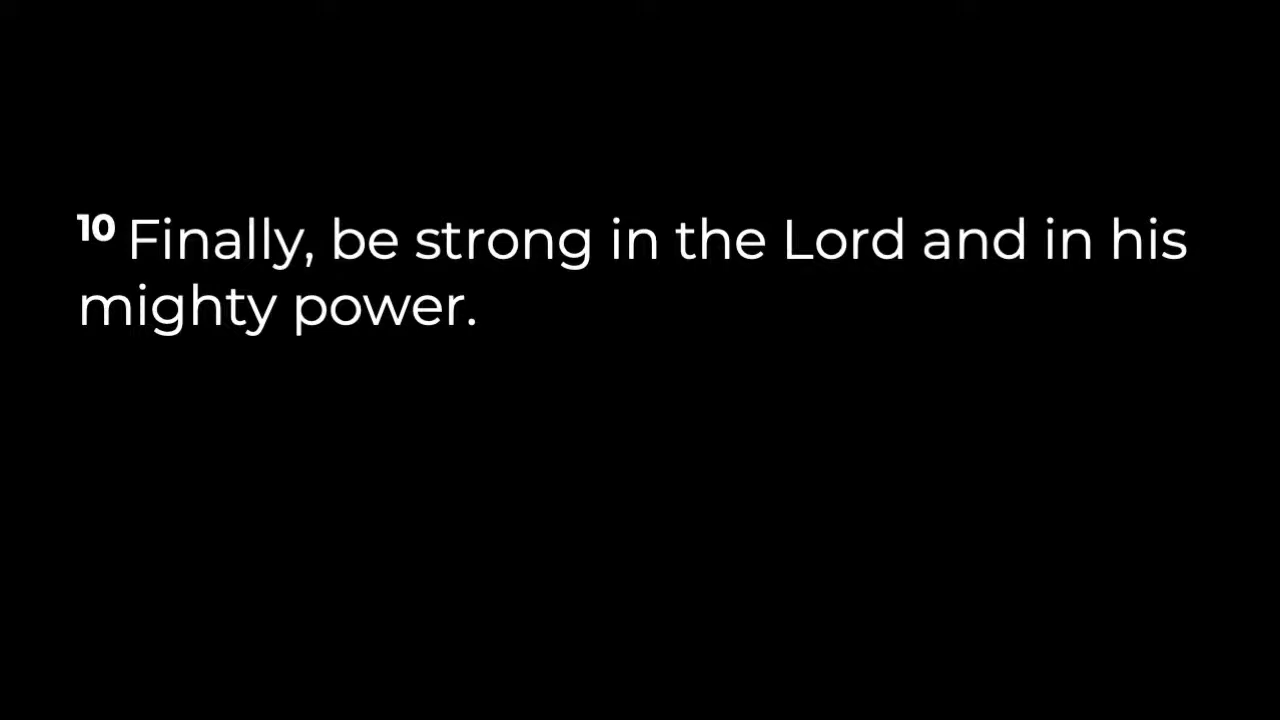 10 Finally, be strong in the Lord and in his
mighty power.